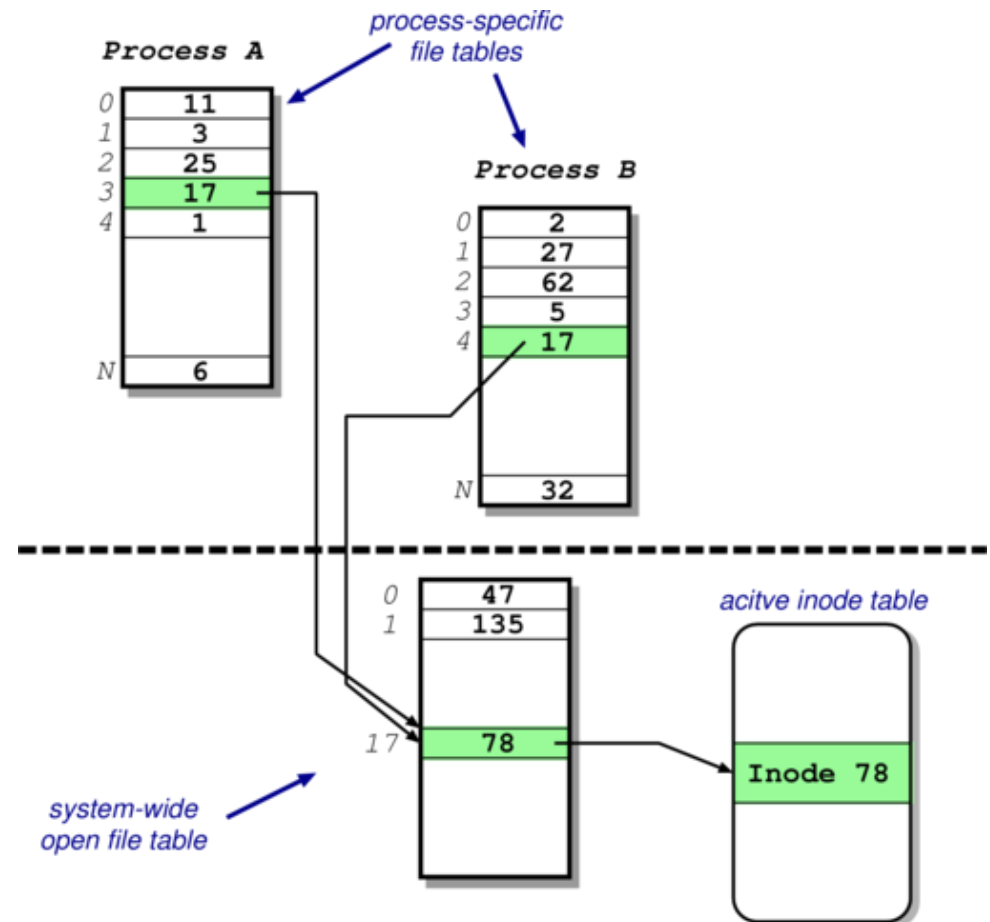 process-specific
file tables
Process A
0 11
1 3
2 25
3 17
4 1
N 6
Process B
0 2
1 27
2 62
3 5
4 17
N 32
0 47
1 135
17 78
system-wide
open file table
acitve inode table
Inode 78